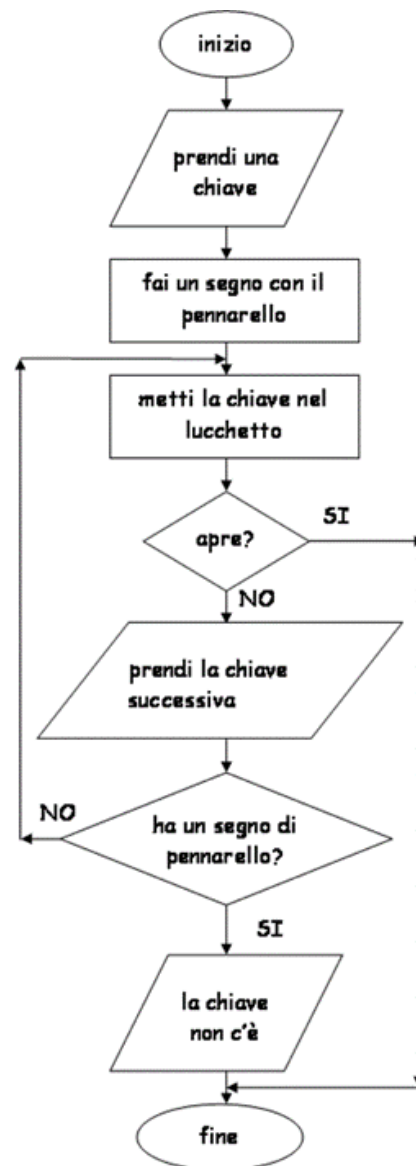 inizio
prendi una
chiave
fai un segno con il
pennarello
metti la chiave nel
lucchetto
apre?
SI
NO
prendi la chiave
successiva
NO
ha un segno di
pennarello?
SI
la chiave
non c'è
fine